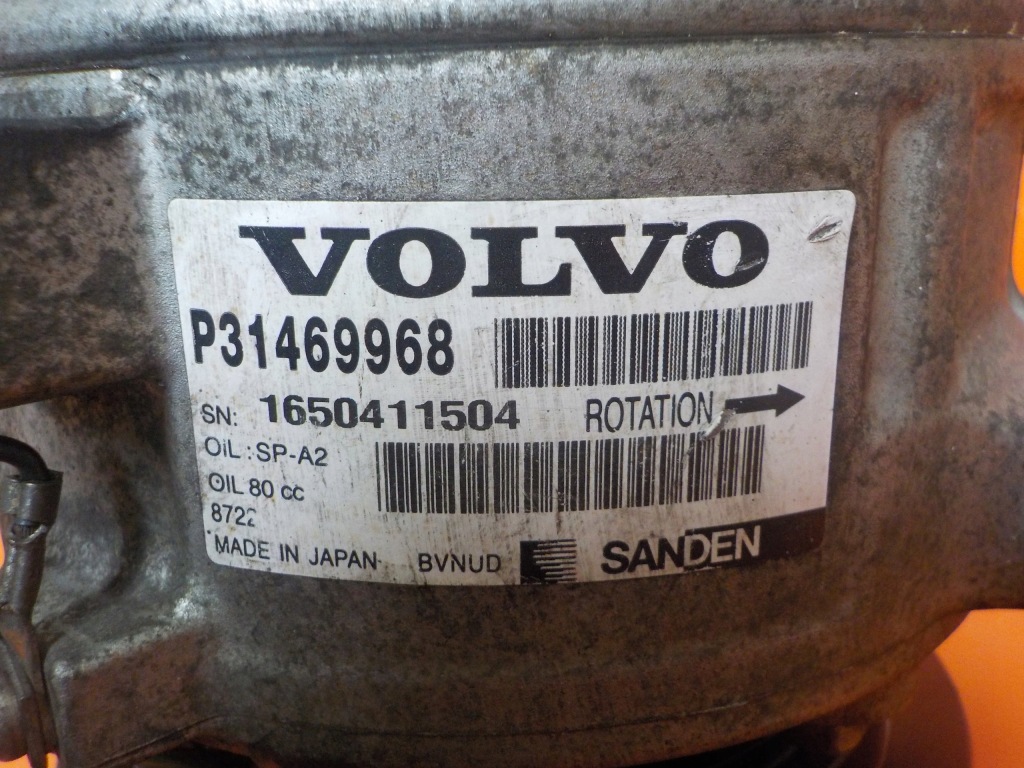 VOLVO
P31469968
SN: 1650411504 ROTATION
OIL : SP-A2
OIL 80 cc
8722
MADE IN JAPAN BVNUD SANDEN